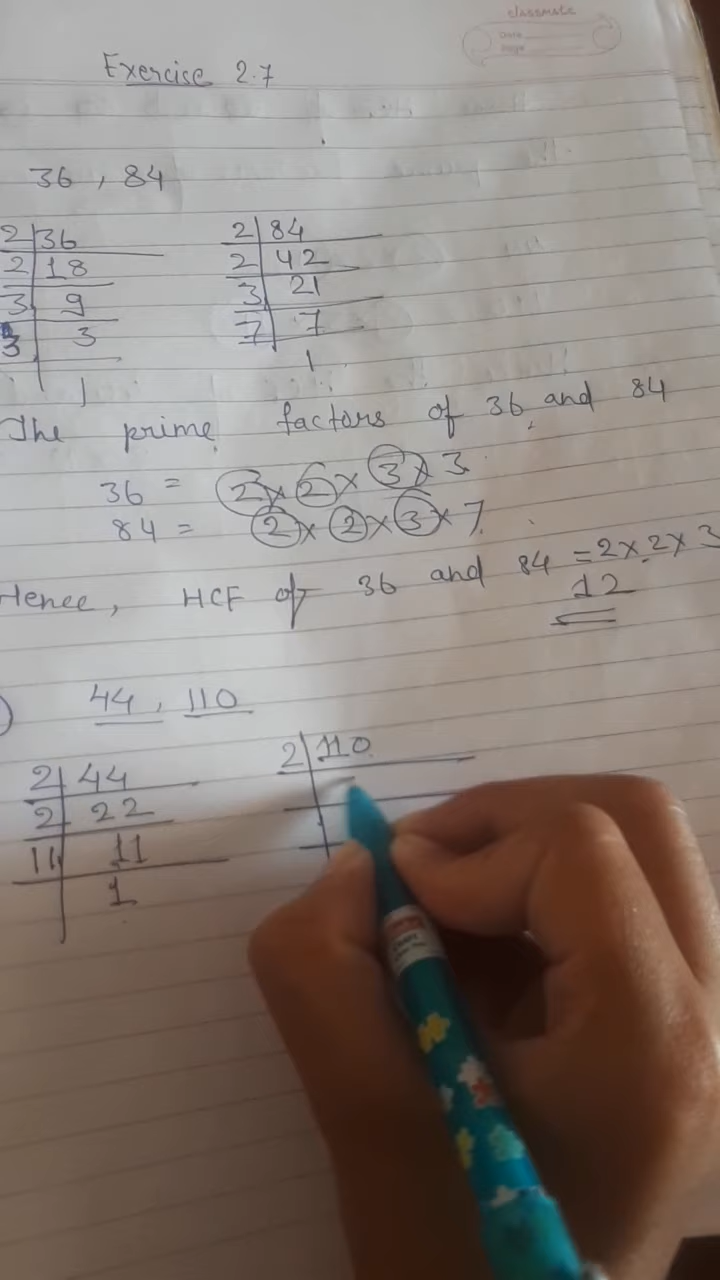 classmate
Date
Page
Exercise 2.7
36, 84
2 36
2 18
3 9
3 3
1
2 84
2 42
3 21
7 7
1
The prime factors of 36 and 84
36 = 2 x 2 x 3 x 3
84 = 2 x 2 x 3 x 7
Hence, HCF of 36 and 84 = 2 x 2 x 3
12
) 44, 110
2 44
2 22
11 11
1
2 110